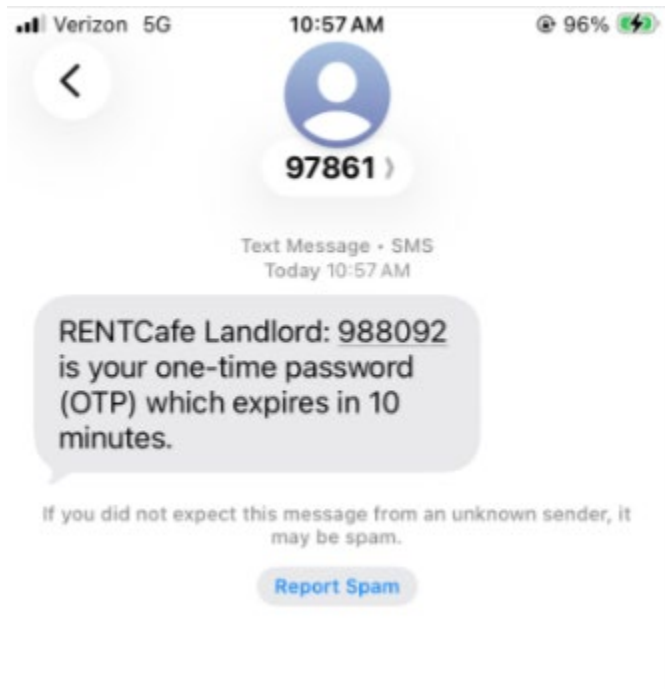 Verizon 5G 10:57 AM 96%
97861
Text Message • SMS
Today 10:57 AM
RENTCafe Landlord: 988092
is your one-time password
(OTP) which expires in 10
minutes.
If you did not expect this message from an unknown sender, it
may be spam.
Report Spam